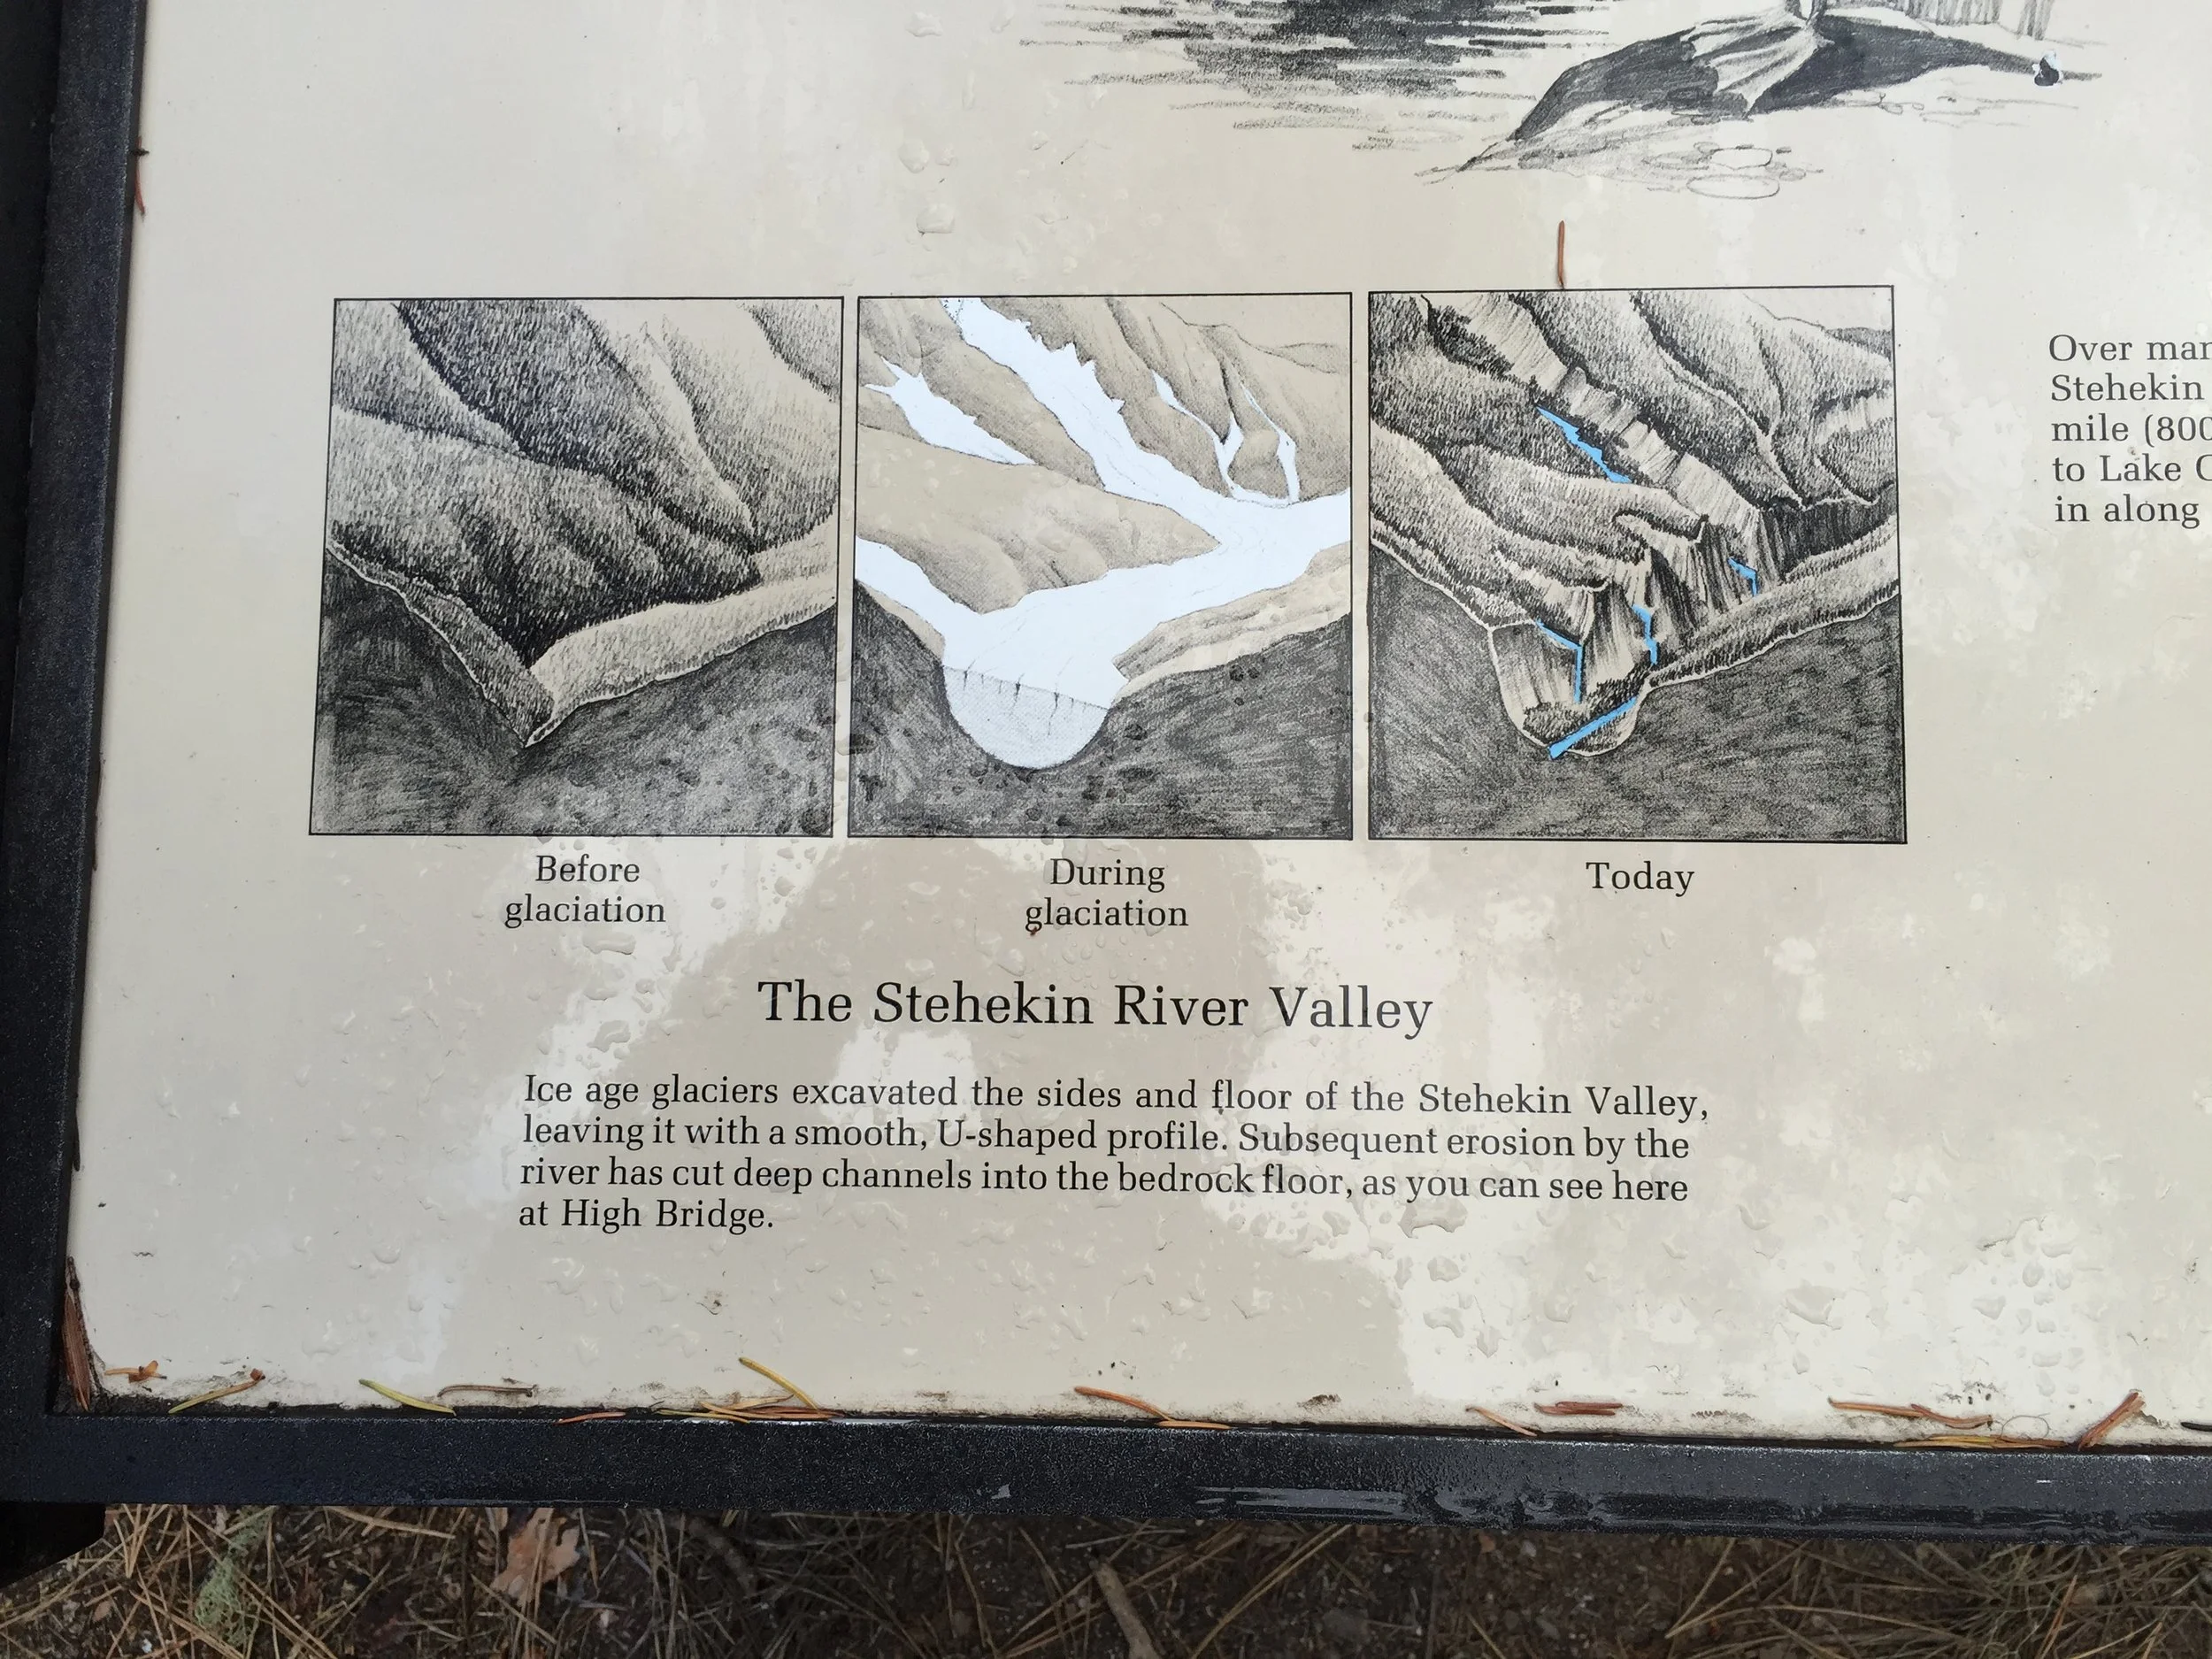 Over
Stehekin
mile (800
to Lake
in along
Before
glaciation
During
glaciation
Today
The Stehekin River Valley
Ice age glaciers excavated the sides and floor of the Stehekin Valley,
leaving it with a smooth, U-shaped profile. Subsequent erosion by the
river has cut deep channels into the bedrock floor, as you can see here
at High Bridge.